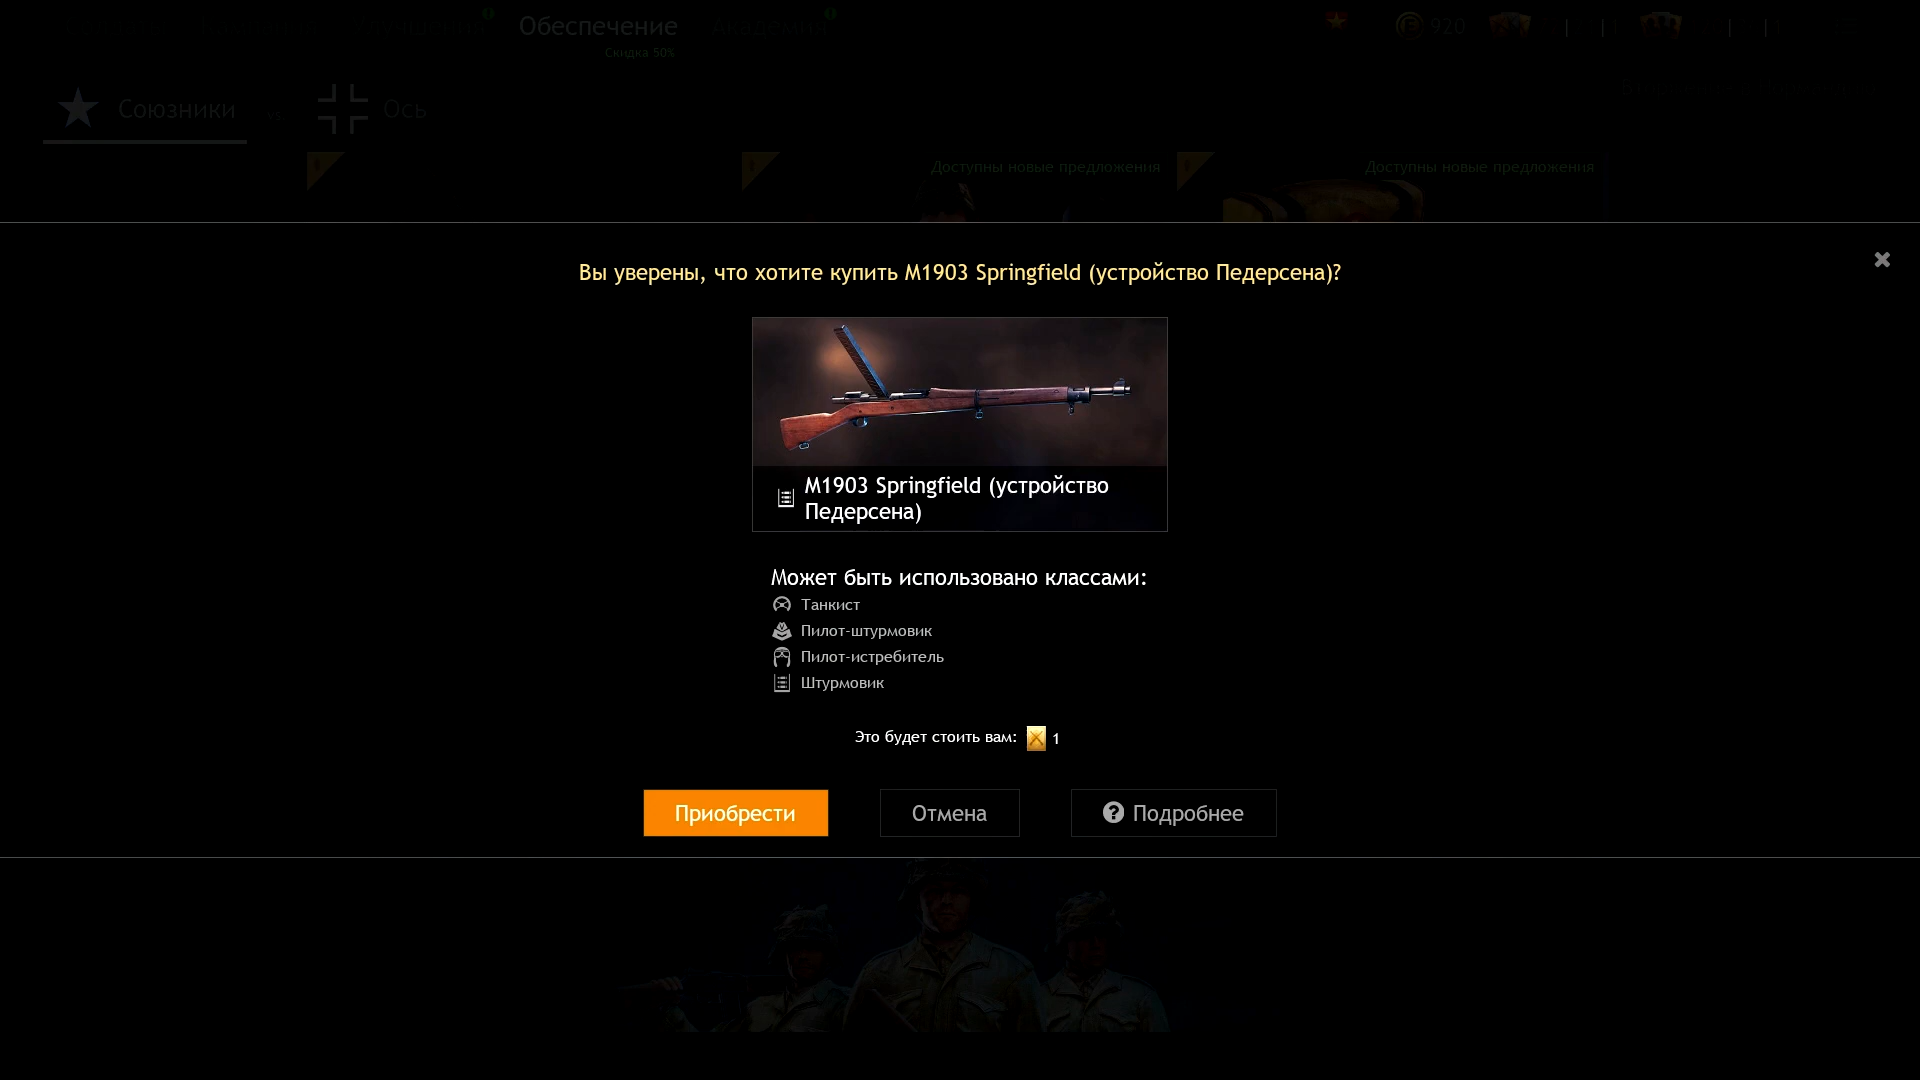 Обеспечение
Скидка 50%
920
Союзники
vs.
Ось
Доступны новые предложения
Доступны новые предложения
Вы уверены, что хотите купить M1903 Springfield (устройство Педерсена)?
M1903 Springfield (устройство
Педерсена)
Может быть использовано классами:
Танкист
Пилот-штурмовик
Пилот-истребитель
Штурмовик
Это будет стоить вам: 1
Приобрести
Отмена
Подробнее